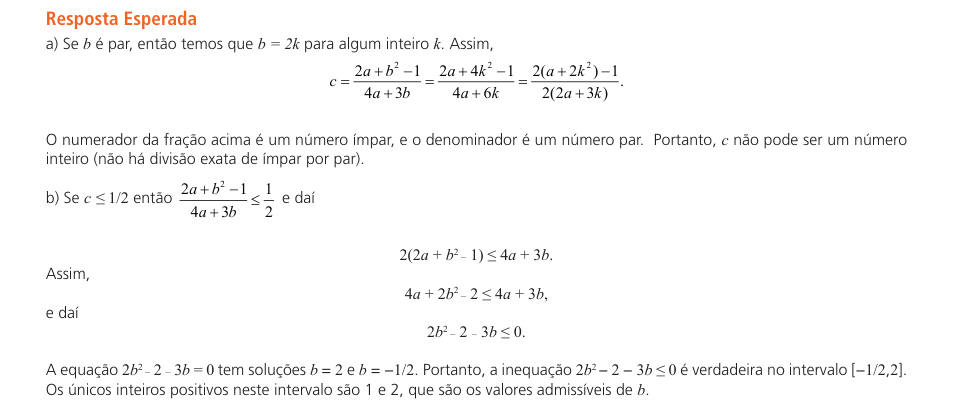 Resposta Esperada
a) Se b é par, então temos que b = 2k para algum inteiro k. Assim,
c = (2a + b² − 1)/(4a + 3b) = (2a + 4k² − 1)/(4a + 6k) = (2(a + 2k²) − 1)/(2(2a + 3k)).
O numerador da fração acima é um número ímpar, e o denominador é um número par. Portanto, c não pode ser um número
inteiro (não há divisão exata de ímpar por par).
b) Se c ≤ 1/2 então (2a + b² − 1)/(4a + 3b) ≤ 1/2 e daí
2(2a + b² – 1) ≤ 4a + 3b.
Assim,
4a + 2b² – 2 ≤ 4a + 3b,
e daí
2b² – 2 – 3b ≤ 0.
A equação 2b² – 2 – 3b = 0 tem soluções b = 2 e b = −1/2. Portanto, a inequação 2b² – 2 – 3b ≤ 0 é verdadeira no intervalo [−1/2,2].
Os únicos inteiros positivos neste intervalo são 1 e 2, que são os valores admissíveis de b.